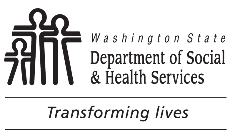 Washington State
Department of Social
& Health Services
Transforming lives